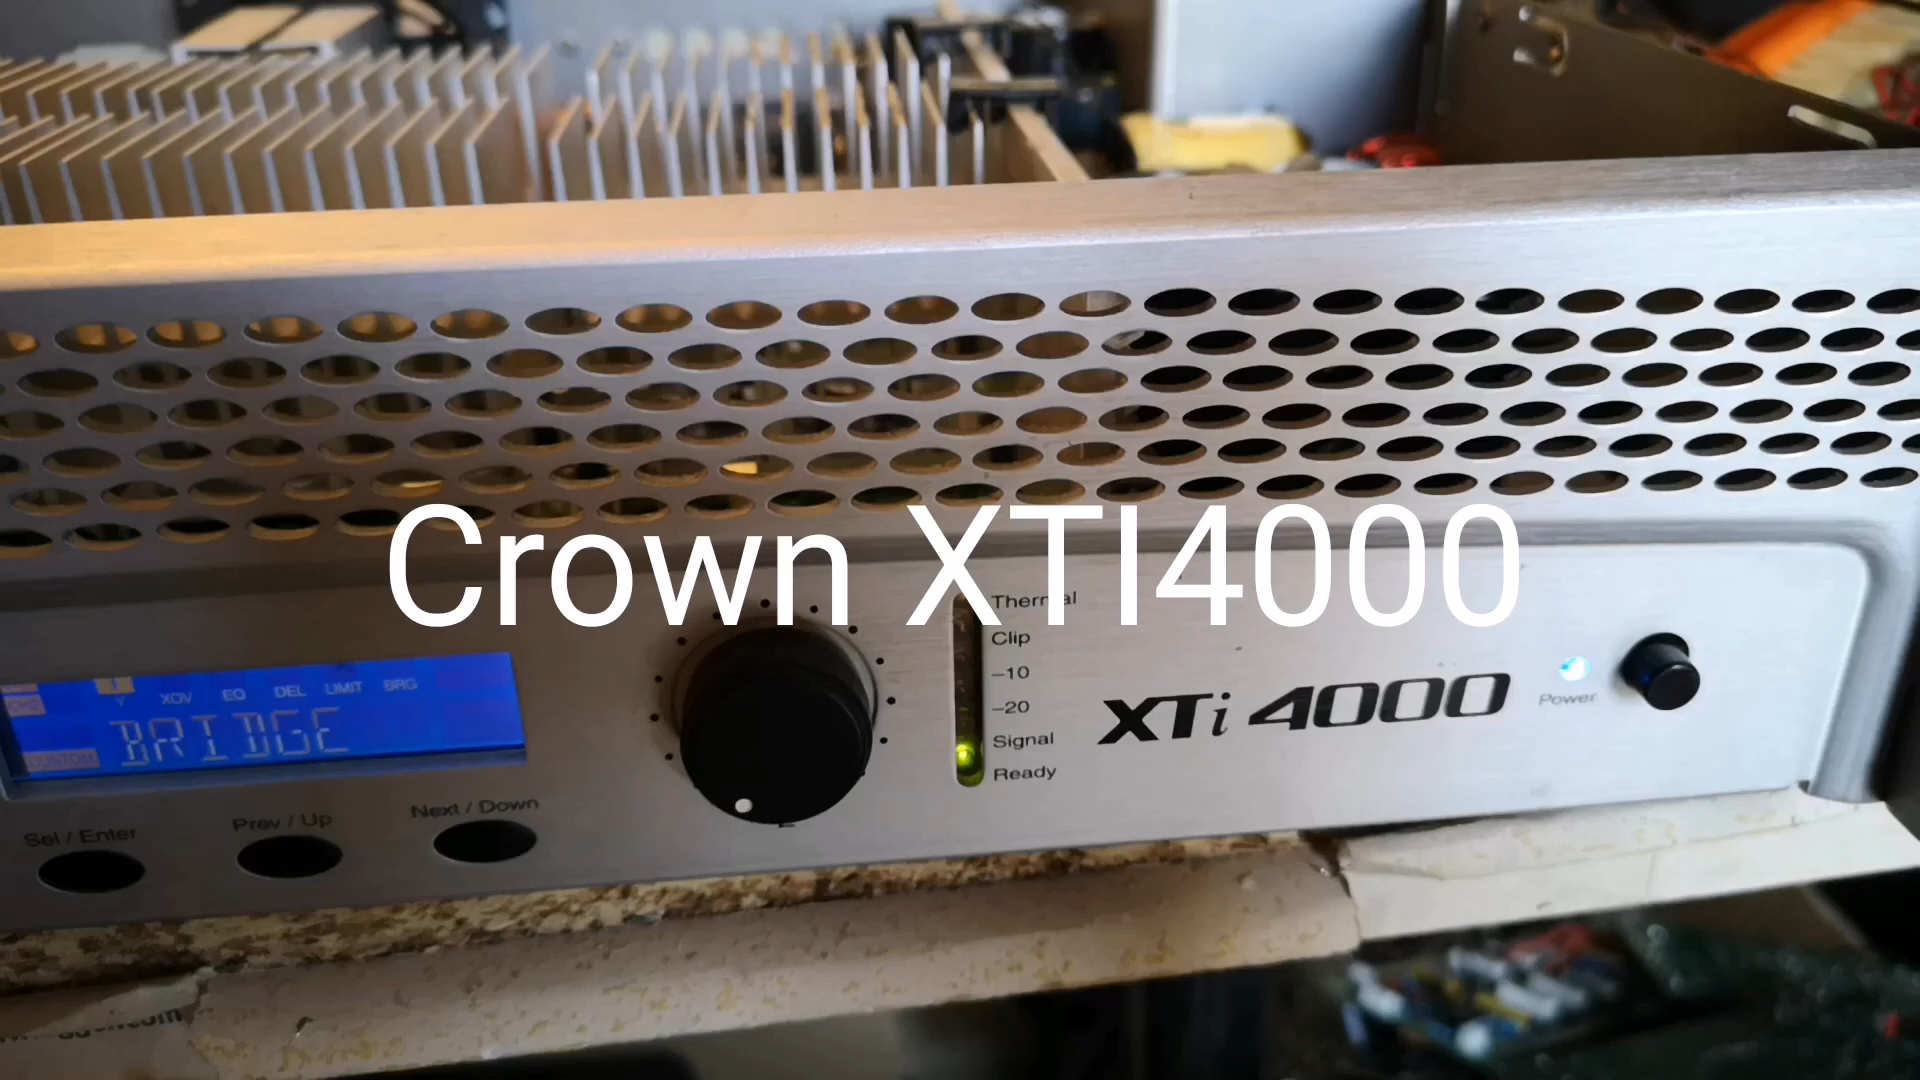 Crown XTI4000
Thermal
Clip
–10
–20
Signal
Ready
XTi 4000
Power
XOV EQ DEL LIMIT BRG
BRIDGE
CUSTOM
Sel / Enter
Prev / Up
Next / Down